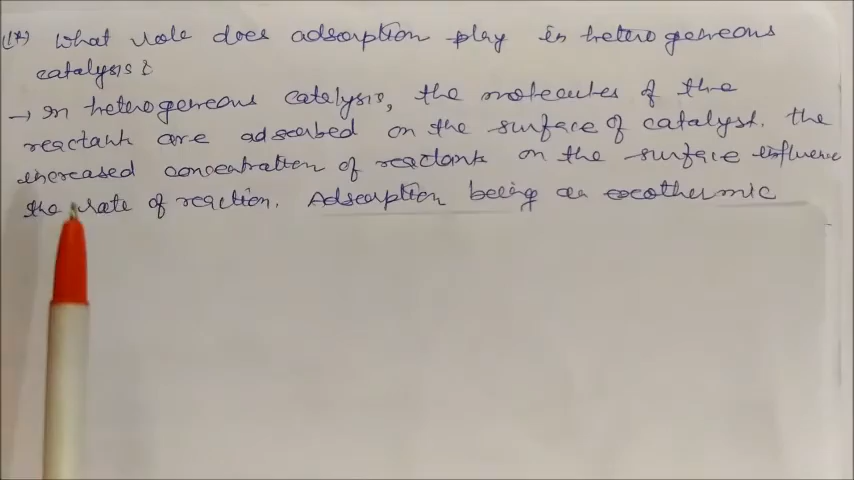 (17) What role does adsorption play in heterogeneous
catalysis?
→ In heterogeneous catalysis, the molecules of the
reactant are adsorbed on the surface of catalyst. The
increased concentration of reactant on the surface influence
the rate of reaction. Adsorption being an exothermic